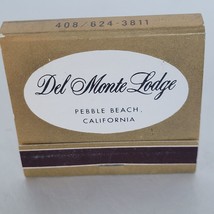 408/624-3811
Del Monte Lodge
PEBBLE BEACH,
CALIFORNIA